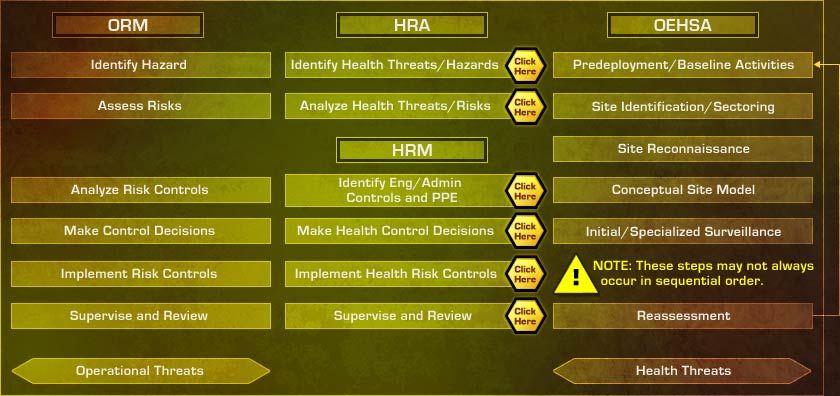 ORM
HRA
OEHSA
Identify Hazard
Identify Health Threats/Hazards
Click
Here
Predeployment/Baseline Activities
Assess Risks
Analyze Health Threats/Risks
Click
Here
Site Identification/Sectoring
HRM
Site Reconnaissance
Analyze Risk Controls
Identify Eng/Admin
Controls and PPE
Click
Here
Conceptual Site Model
Make Control Decisions
Make Health Control Decisions
Click
Here
Initial/Specialized Surveillance
Implement Risk Controls
Implement Health Risk Controls
Click
Here
!
NOTE: These steps may not always
occur in sequential order.
Supervise and Review
Supervise and Review
Click
Here
Reassessment
Operational Threats
Health Threats